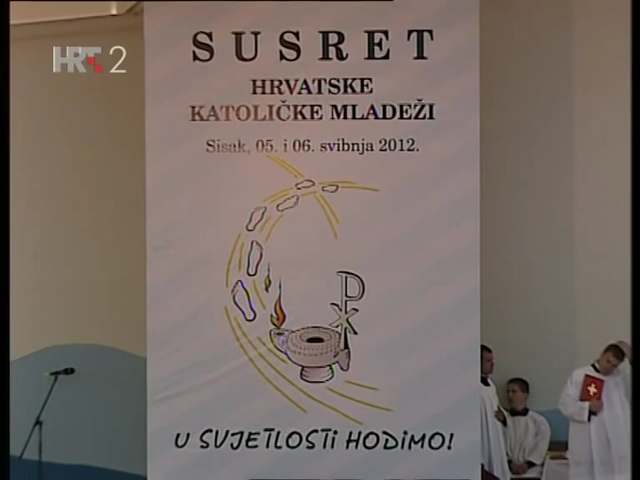 SUSRET
HRT 2
HRVATSKE
KATOLIČKE MLADEŽI
Sisak, 05. i 06. svibnja 2012.
U SVJETLOSTI HODIMO!